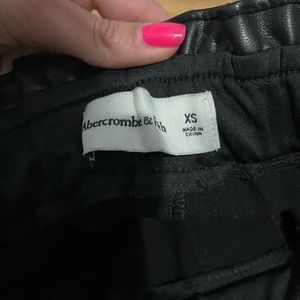 Abercrombie & Fitch
XS
MADE IN
CHINA